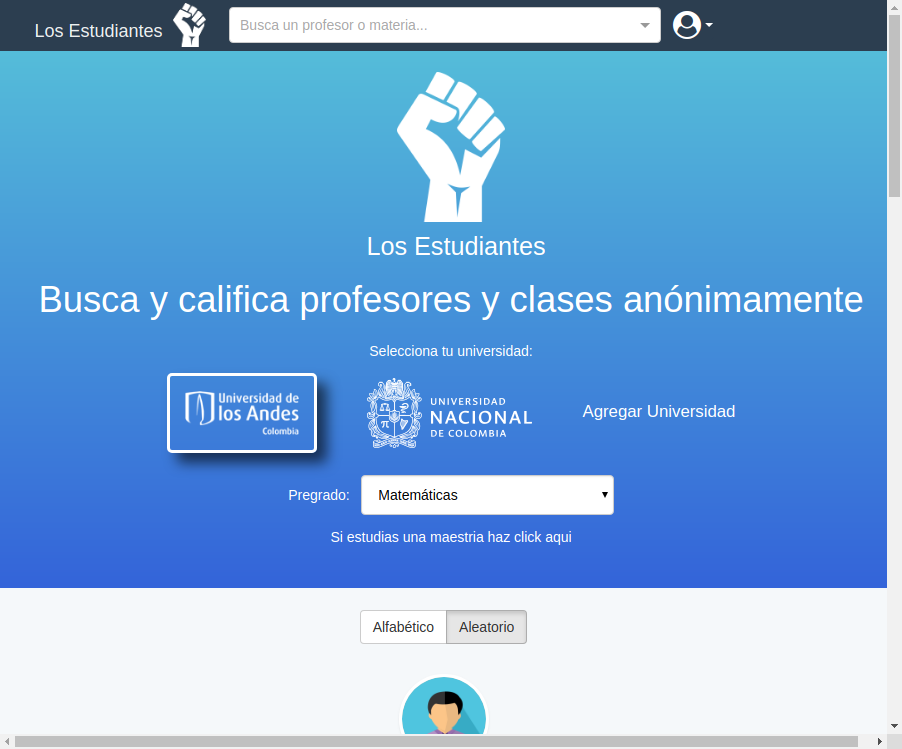 Los Estudiantes
Busca un profesor o materia...
Los Estudiantes
Busca y califica profesores y clases anónimamente
Selecciona tu universidad:
Universidad de
los Andes
Colombia
UNIVERSIDAD
NACIONAL
DE COLOMBIA
Agregar Universidad
Pregrado:
Matemáticas
Si estudias una maestria haz click aqui
Alfabético
Aleatorio